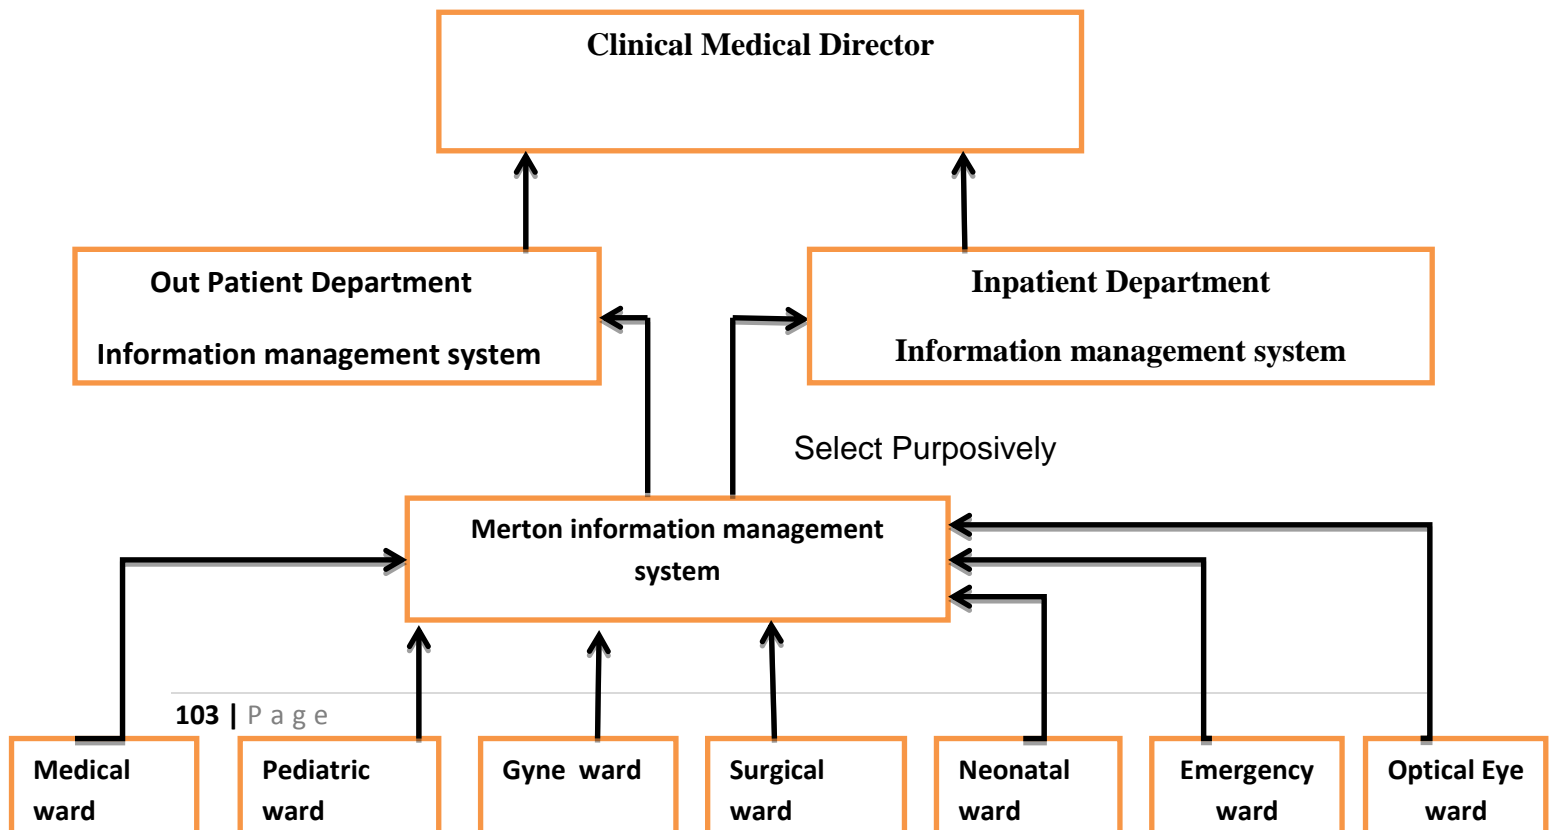 Clinical Medical Director
Out Patient Department
Information management system
Inpatient Department
Information management system
Select Purposively
Merton information management
system
103 | P a g e
Medical
ward
Pediatric
ward
Gyne ward
Surgical
ward
Neonatal
ward
Emergency
ward
Optical Eye
ward